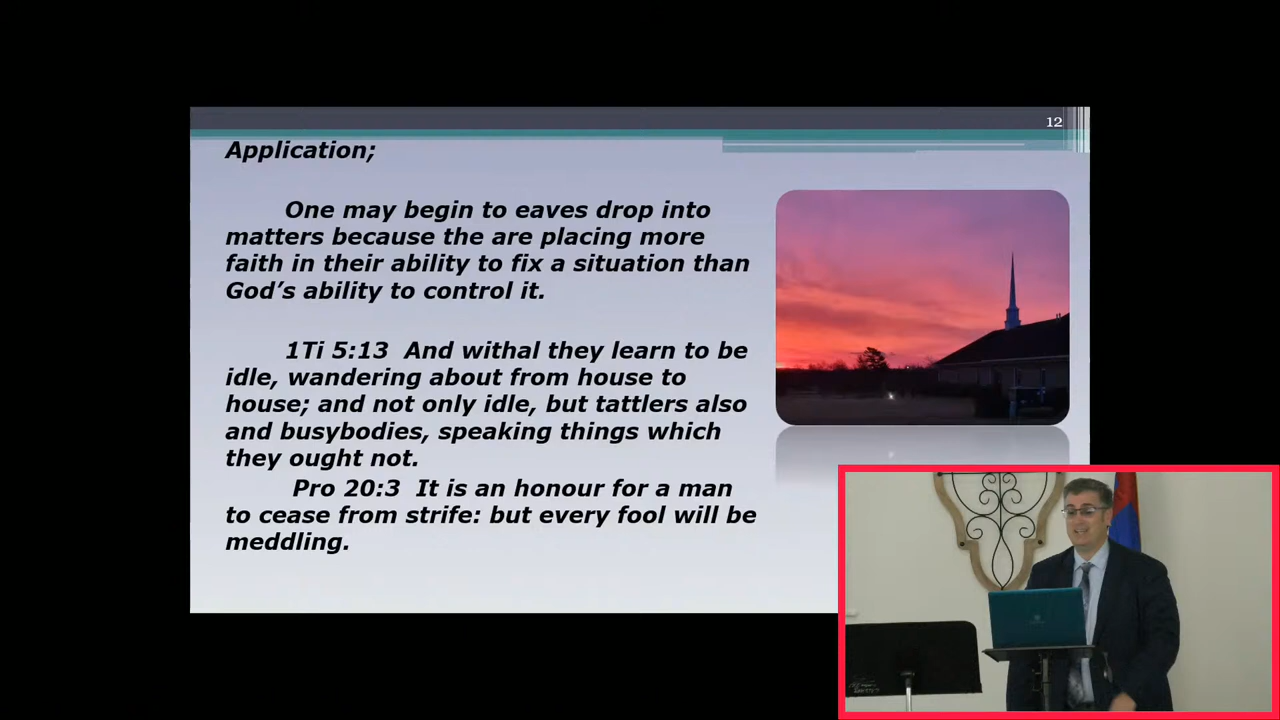 12
Application;
One may begin to eaves drop into
matters because the are placing more
faith in their ability to fix a situation than
God's ability to control it.
1Ti 5:13 And withal they learn to be
idle, wandering about from house to
house; and not only idle, but tattlers also
and busybodies, speaking things which
they ought not.
Pro 20:3 It is an honour for a man
to cease from strife: but every fool will be
meddling.